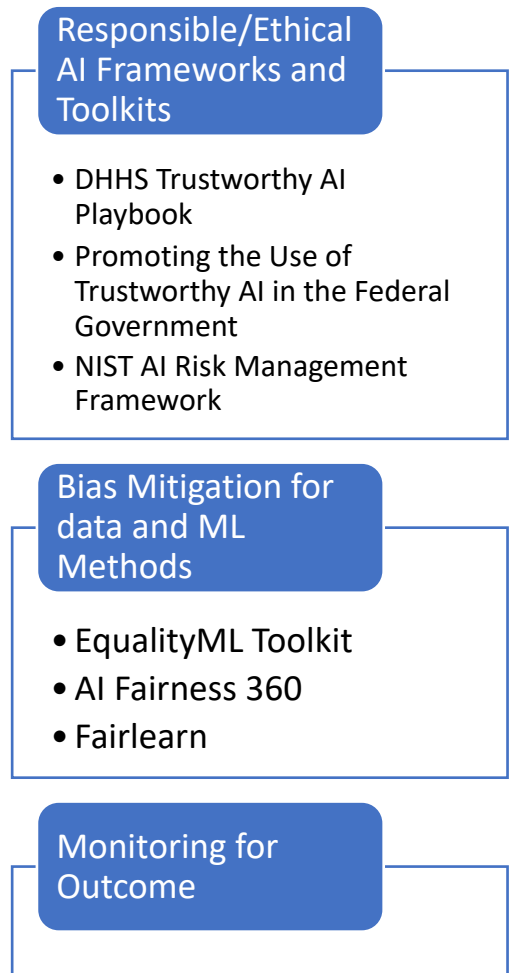 Responsible/Ethical
AI Frameworks and
Toolkits
• DHHS Trustworthy AI
Playbook
• Promoting the Use of
Trustworthy AI in the Federal
Government
• NIST AI Risk Management
Framework
Bias Mitigation for
data and ML
Methods
• EqualityML Toolkit
• AI Fairness 360
• Fairlearn
Monitoring for
Outcome